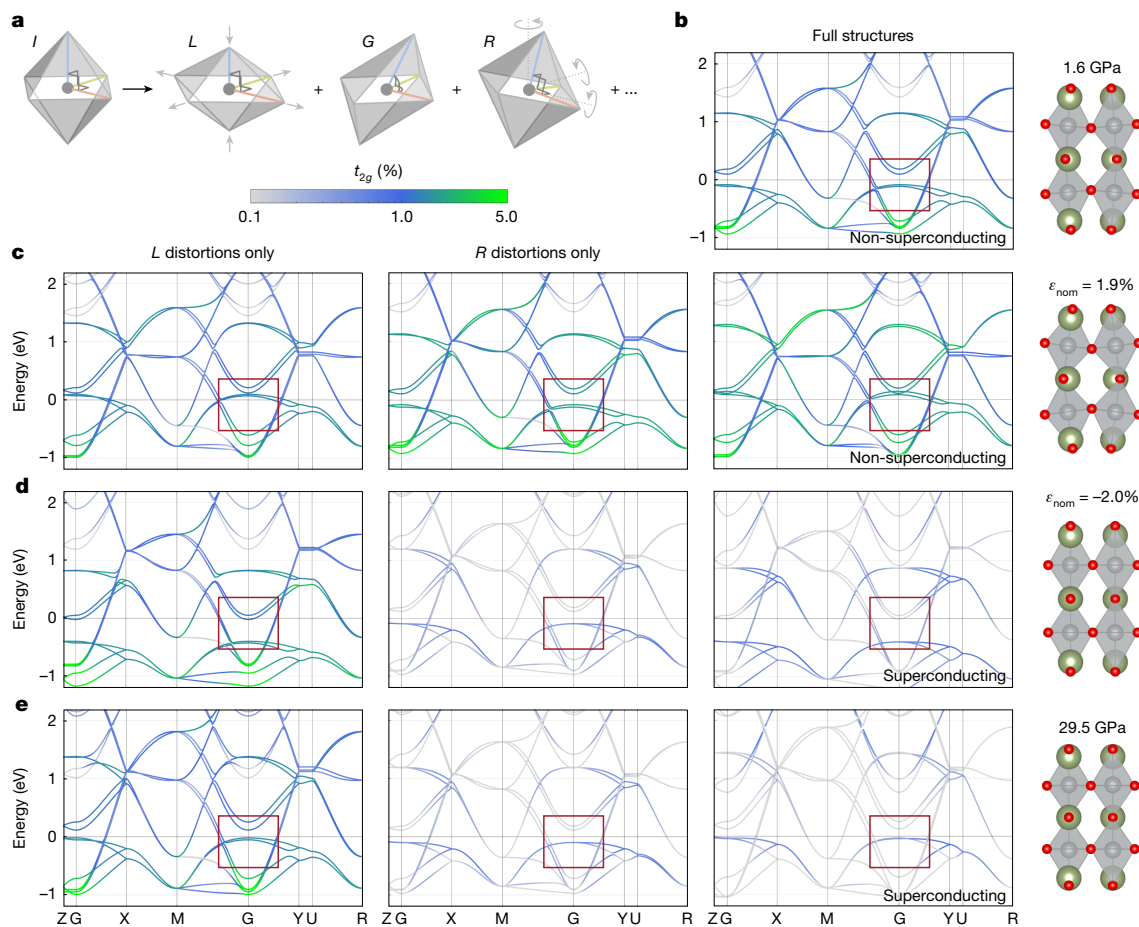 a
I L G R
+ + + ...
t2g (%)
0.1 1.0 5.0
b
Full structures
2
1
0
−1
Non-superconducting
1.6 GPa
c
L distortions only
R distortions only
Energy (eV)
2
1
0
−1
Non-superconducting
εnom = 1.9%
d
Energy (eV)
2
1
0
−1
Superconducting
εnom = −2.0%
e
Energy (eV)
2
1
0
−1
Superconducting
29.5 GPa
Z G X M G Y U R
Z G X M G Y U R
Z G X M G Y U R